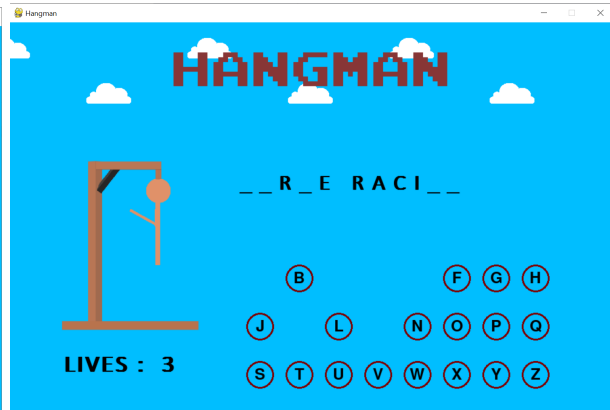 Hangman
HANGMAN
__R_E RACI__
B F G H
J L N O P Q
LIVES : 3
S T U V W X Y Z